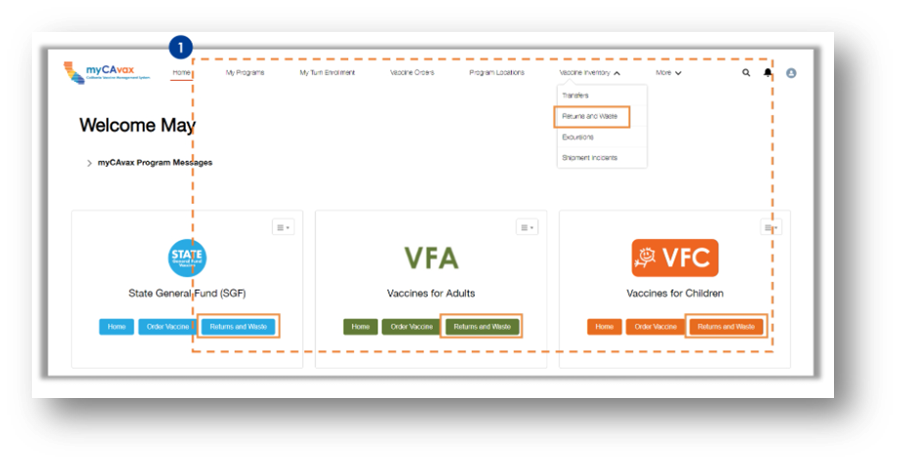 1
myCAvax
California Vaccine Management System
Home
My Programs
My Turn Enrollment
Vaccine Orders
Program Locations
Vaccine Inventory
More
Transfers
Returns and Waste
Excursions
Shipment Incidents
Welcome May
myCAvax Program Messages
STATE
General Fund
VFA
VFC
State General Fund (SGF)
Vaccines for Adults
Vaccines for Children
Home
Order Vaccine
Returns and Waste
Home
Order Vaccine
Returns and Waste
Home
Order Vaccine
Returns and Waste